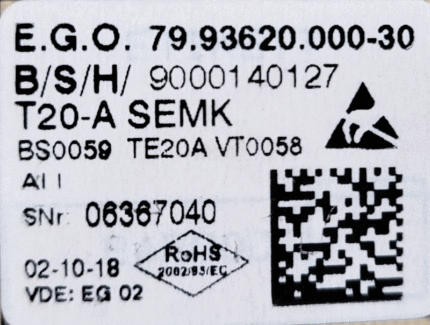 E.G.O. 79.93620.000-30
B/S/H/ 9000140127
T20-A SEMK
BS0059 TE20A VT0058
SNr: 06367040
RoHS
2002/95/EC
02-10-18
VDE: EG 02